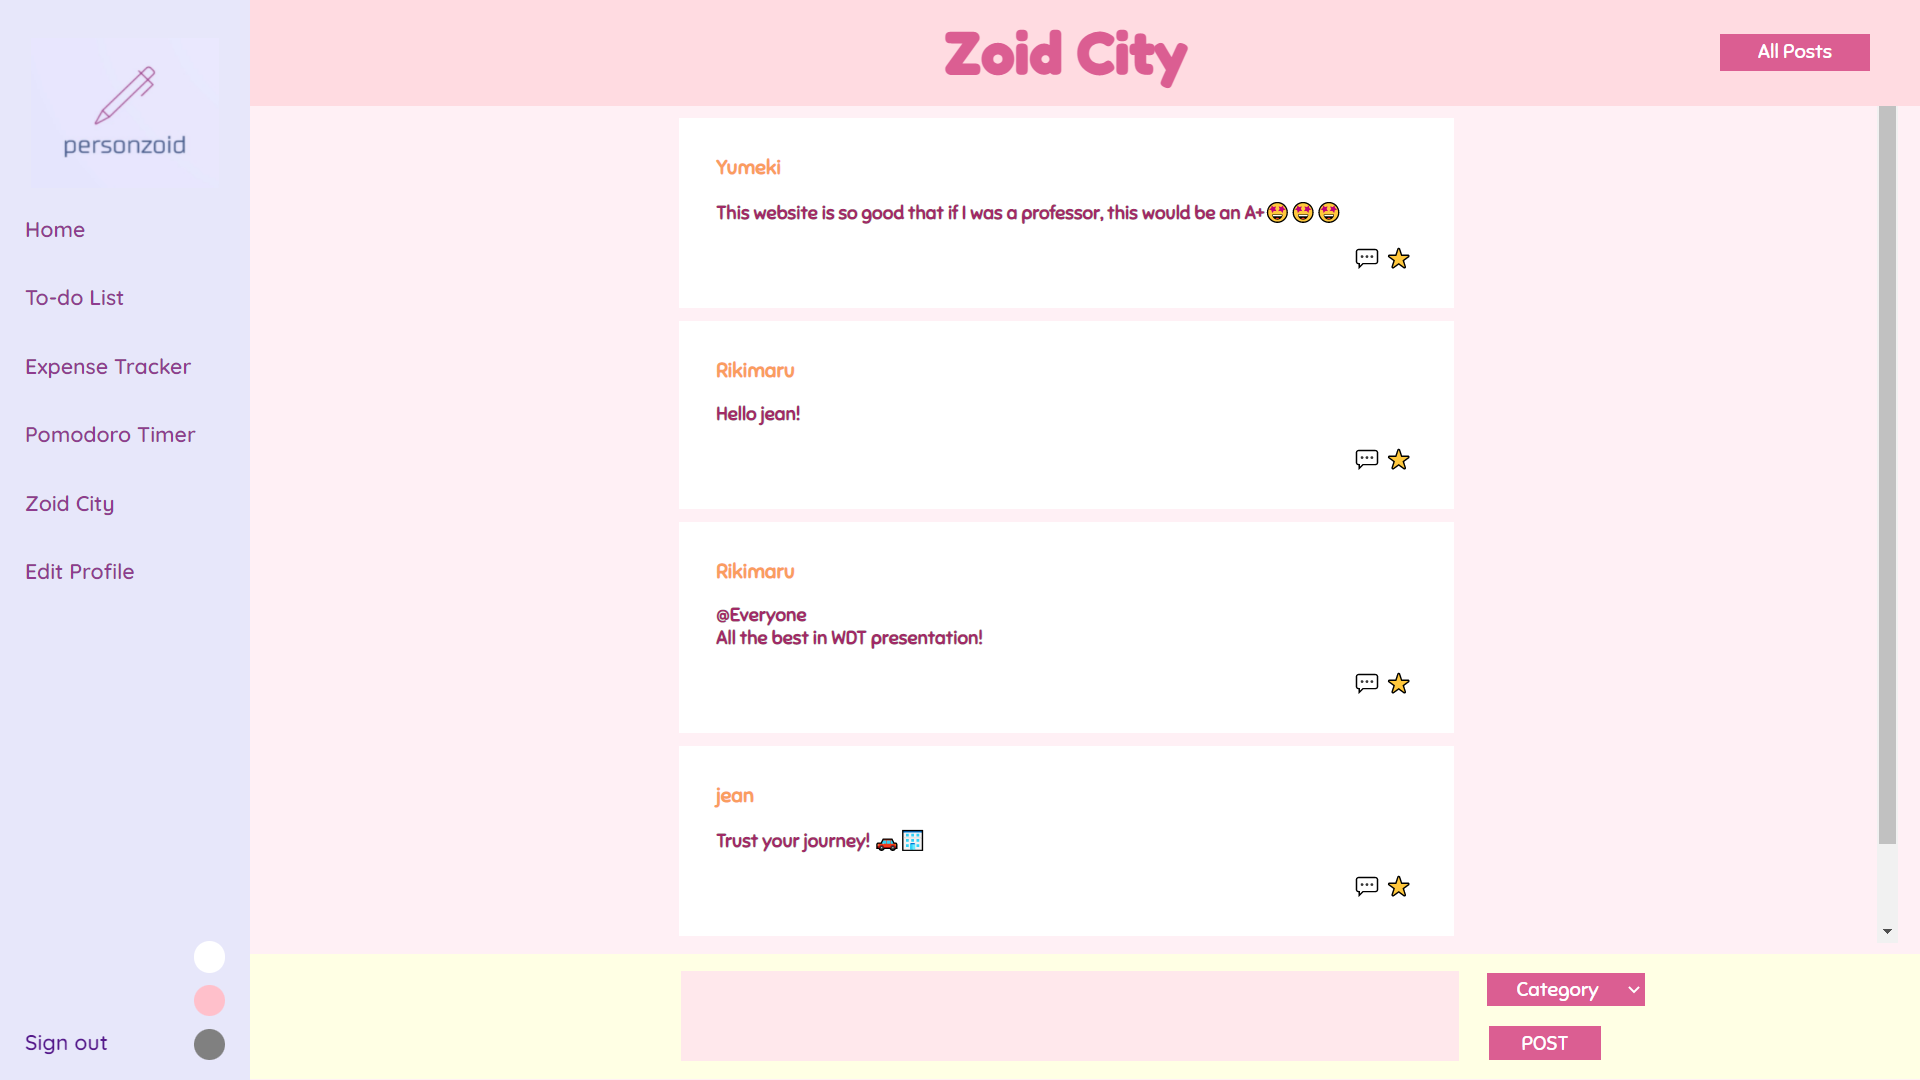 personzoid
Home
To-do List
Expense Tracker
Pomodoro Timer
Zoid City
Edit Profile
Sign out
Zoid City
All Posts
Yumeki
This website is so good that if I was a professor, this would be an A+🤩🤩🤩
Rikimaru
Hello jean!
Rikimaru
@Everyone
All the best in WDT presentation!
jean
Trust your journey! 🚗🏢
Category
POST